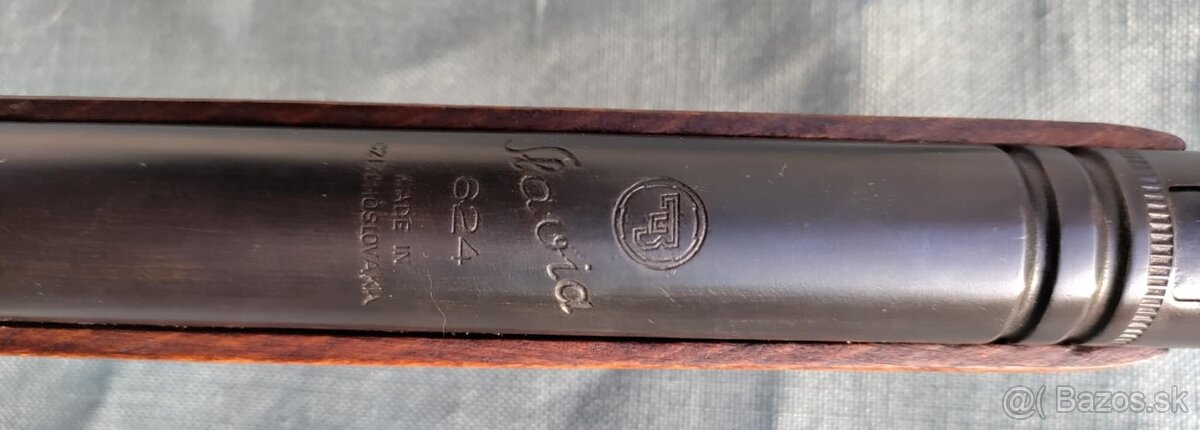 Slavia
624
MADE IN
CZECHOSLOVAKIA
@( Bazos.sk